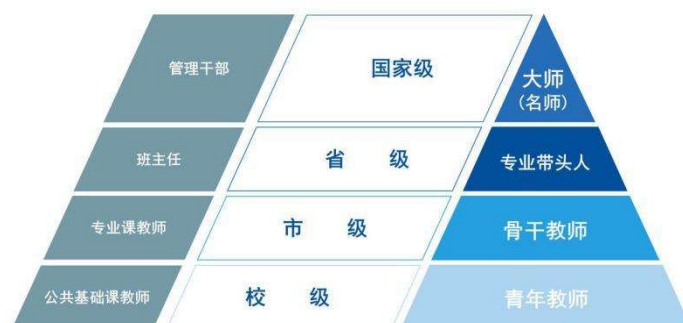 管理干部
国家级
大师
(名师)
班主任
省 级
专业带头人
专业课教师
市 级
骨干教师
公共基础课教师
校 级
青年教师